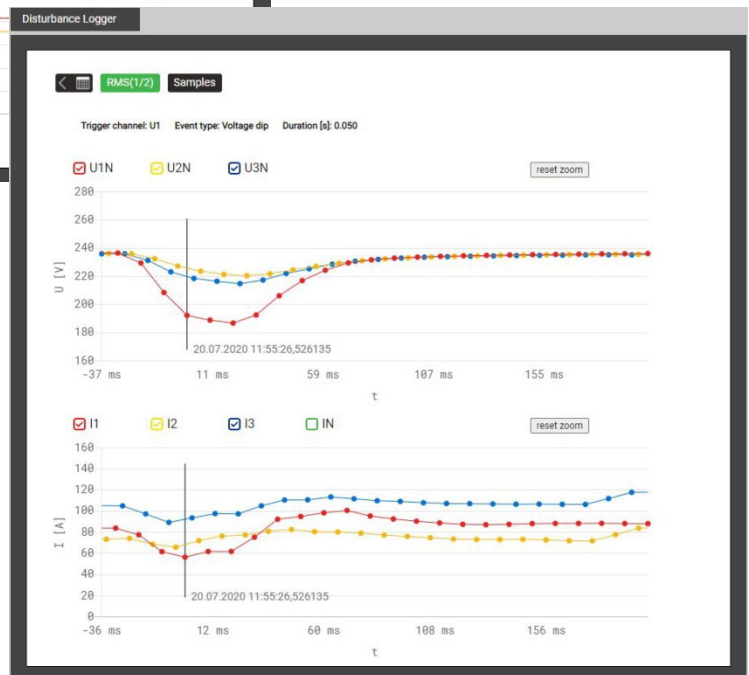 Disturbance Logger
RMS(1/2) Samples
Trigger channel: U1 Event type: Voltage dip Duration [s]: 0.050
U1N U2N U3N reset zoom
280
260
240
220
200
180
160
U [V]
20.07.2020 11:55:26,526135
-37 ms 11 ms 59 ms 107 ms 155 ms
t
I1 I2 I3 IN reset zoom
160
140
120
100
80
60
40
20
0
I [A]
20.07.2020 11:55:26,526135
-36 ms 12 ms 60 ms 108 ms 156 ms
t